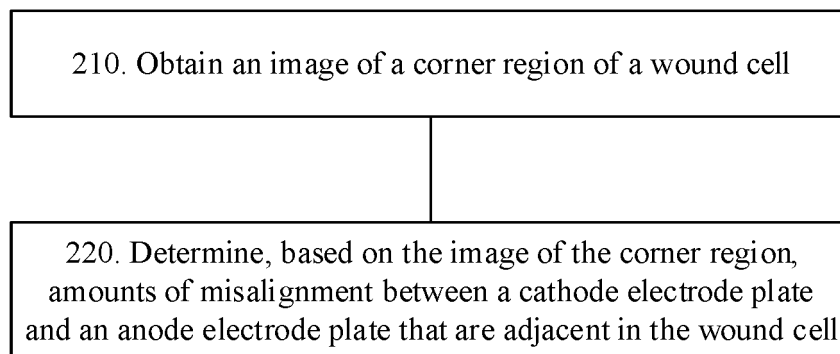 210. Obtain an image of a corner region of a wound cell
220. Determine, based on the image of the corner region,
amounts of misalignment between a cathode electrode plate
and an anode electrode plate that are adjacent in the wound cell